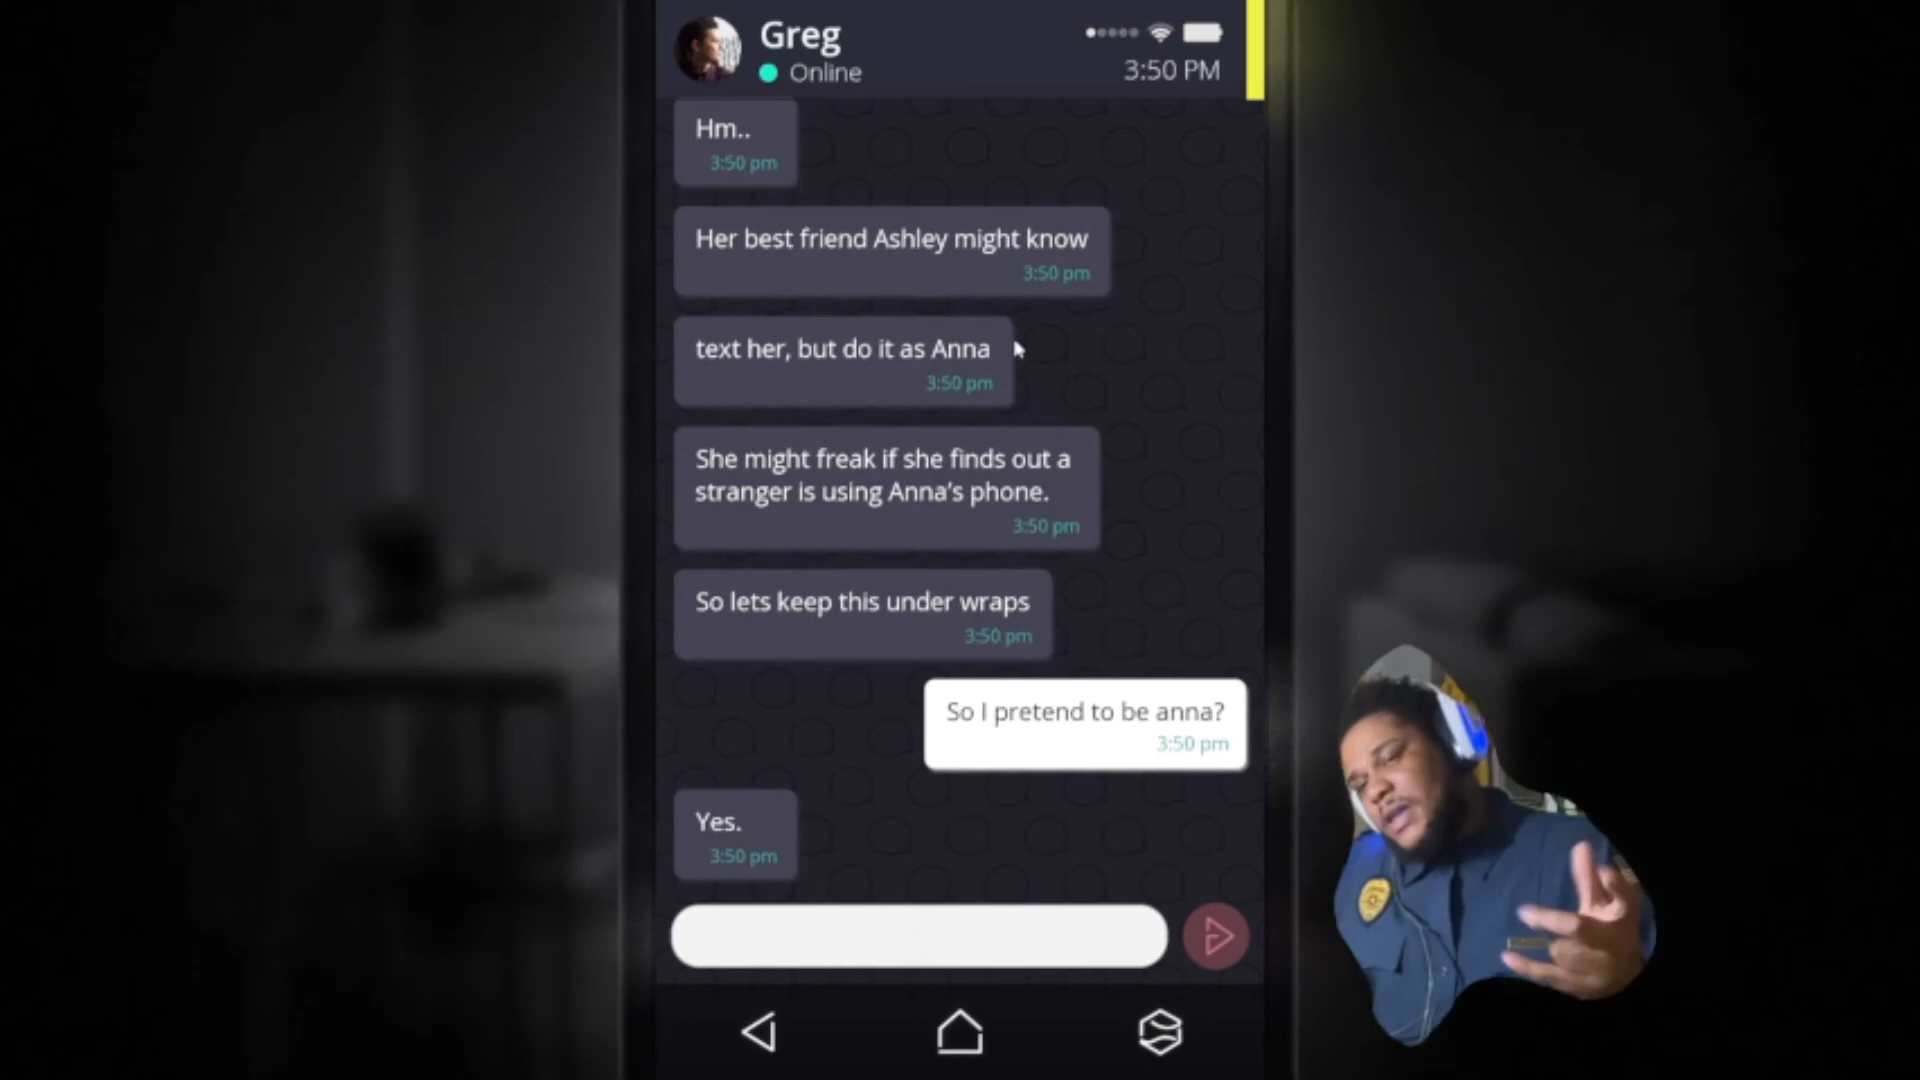 Greg
Online
3:50 PM
Hm..
3:50 pm
Her best friend Ashley might know
3:50 pm
text her, but do it as Anna
3:50 pm
She might freak if she finds out a
stranger is using Anna's phone.
3:50 pm
So lets keep this under wraps
3:50 pm
So I pretend to be anna?
3:50 pm
Yes.
3:50 pm